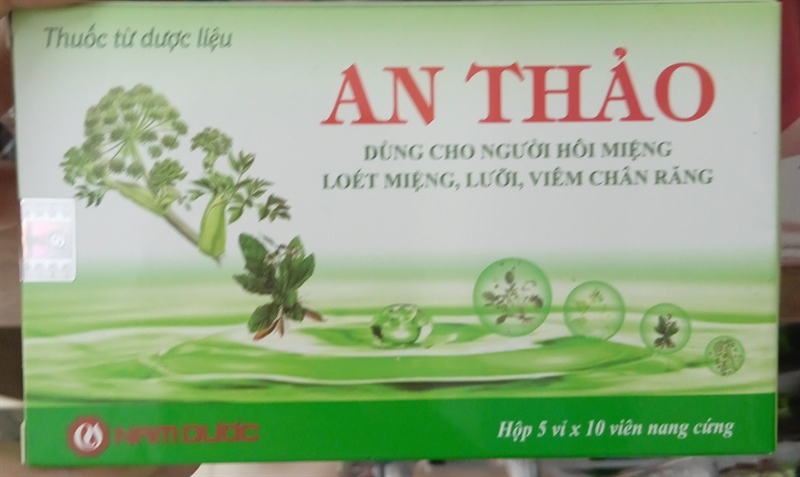 Thuốc từ dược liệu
AN THẢO
DÙNG CHO NGƯỜI HÔI MIỆNG
LOÉT MIỆNG, LƯỠI, VIÊM CHÂN RĂNG
NAM DƯỢC
Hộp 5 vỉ x 10 viên nang cứng